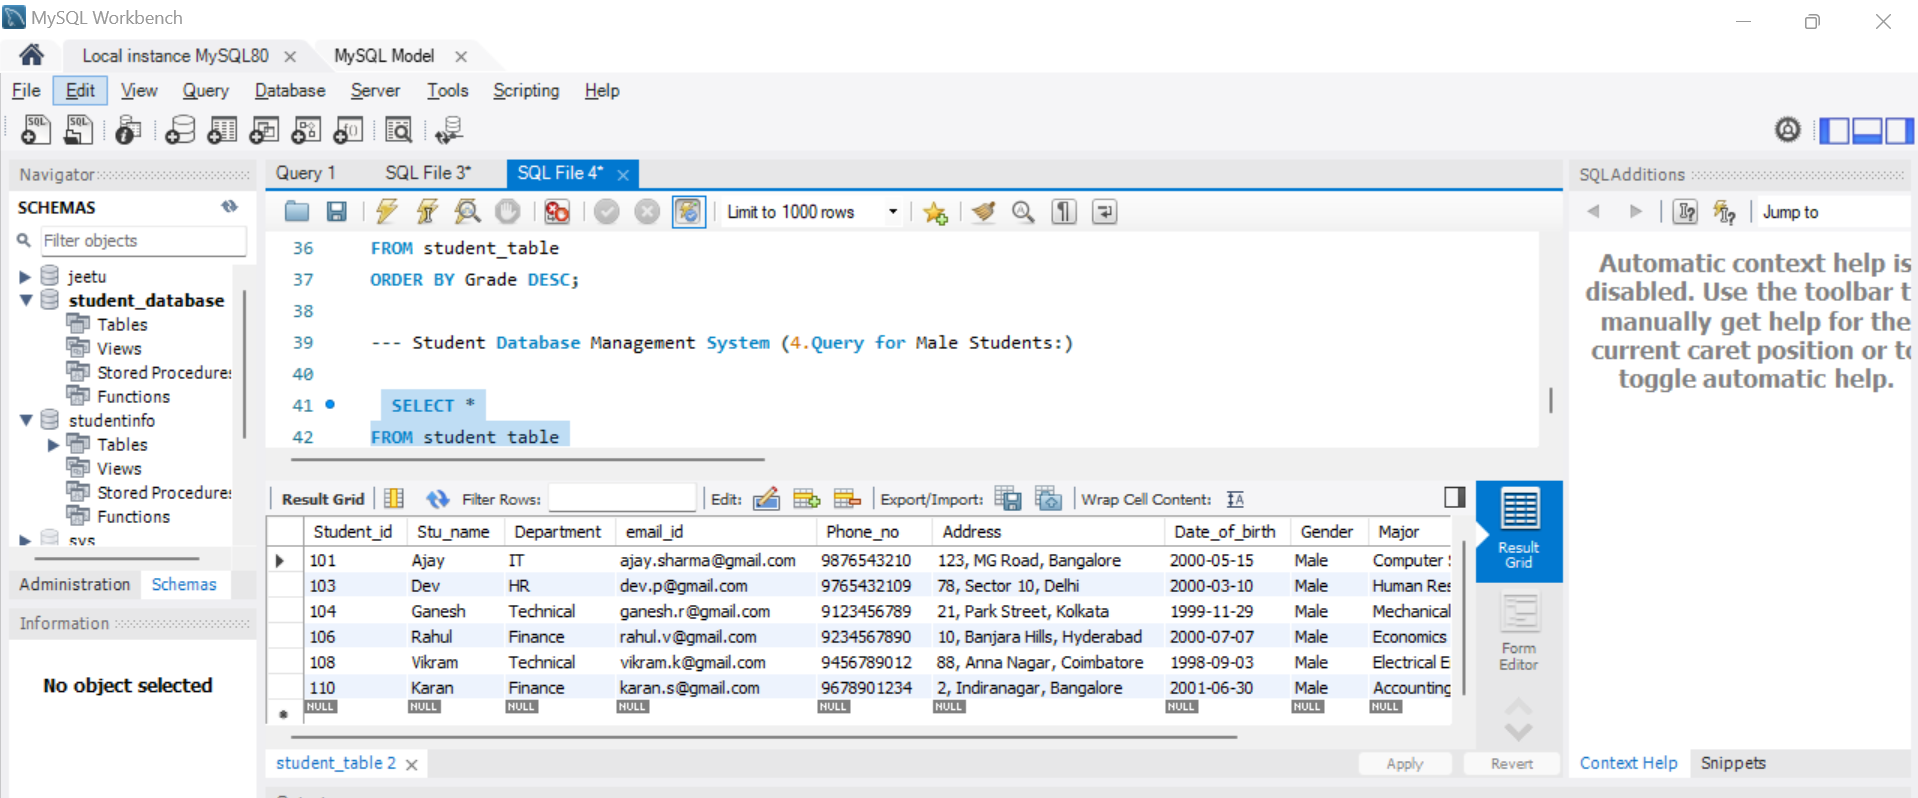 MySQL Workbench
Local instance MySQL80
MySQL Model
File Edit View Query Database Server Tools Scripting Help
Navigator
SCHEMAS
Filter objects
jeetu
student_database
Tables
Views
Stored Procedures
Functions
studentinfo
Tables
Views
Stored Procedures
Functions
sys
Administration Schemas
Information
No object selected
Query 1 SQL File 3* SQL File 4*
Limit to 1000 rows
36 FROM student_table
37 ORDER BY Grade DESC;
38
39 --- Student Database Management System (4.Query for Male Students:)
40
41 SELECT *
42 FROM student_table
Result Grid Filter Rows: Edit: Export/Import: Wrap Cell Content: IA
Student_id Stu_name Department email_id Phone_no Address Date_of_birth Gender Major
101 Ajay IT ajay.sharma@gmail.com 9876543210 123, MG Road, Bangalore 2000-05-15 Male Computer
103 Dev HR dev.p@gmail.com 9765432109 78, Sector 10, Delhi 2000-03-10 Male Human Res
104 Ganesh Technical ganesh.r@gmail.com 9123456789 21, Park Street, Kolkata 1999-11-29 Male Mechanical
106 Rahul Finance rahul.v@gmail.com 9234567890 10, Banjara Hills, Hyderabad 2000-07-07 Male Economics
108 Vikram Technical vikram.k@gmail.com 9456789012 88, Anna Nagar, Coimbatore 1998-09-03 Male Electrical E
110 Karan Finance karan.s@gmail.com 9678901234 2, Indiranagar, Bangalore 2001-06-30 Male Accounting
NULL NULL NULL NULL NULL NULL NULL NULL NULL
Result Grid
Form Editor
student_table 2
Apply Revert
SQLAdditions
Jump to
Automatic context help is
disabled. Use the toolbar t
manually get help for the
current caret position or to
toggle automatic help.
Context Help Snippets